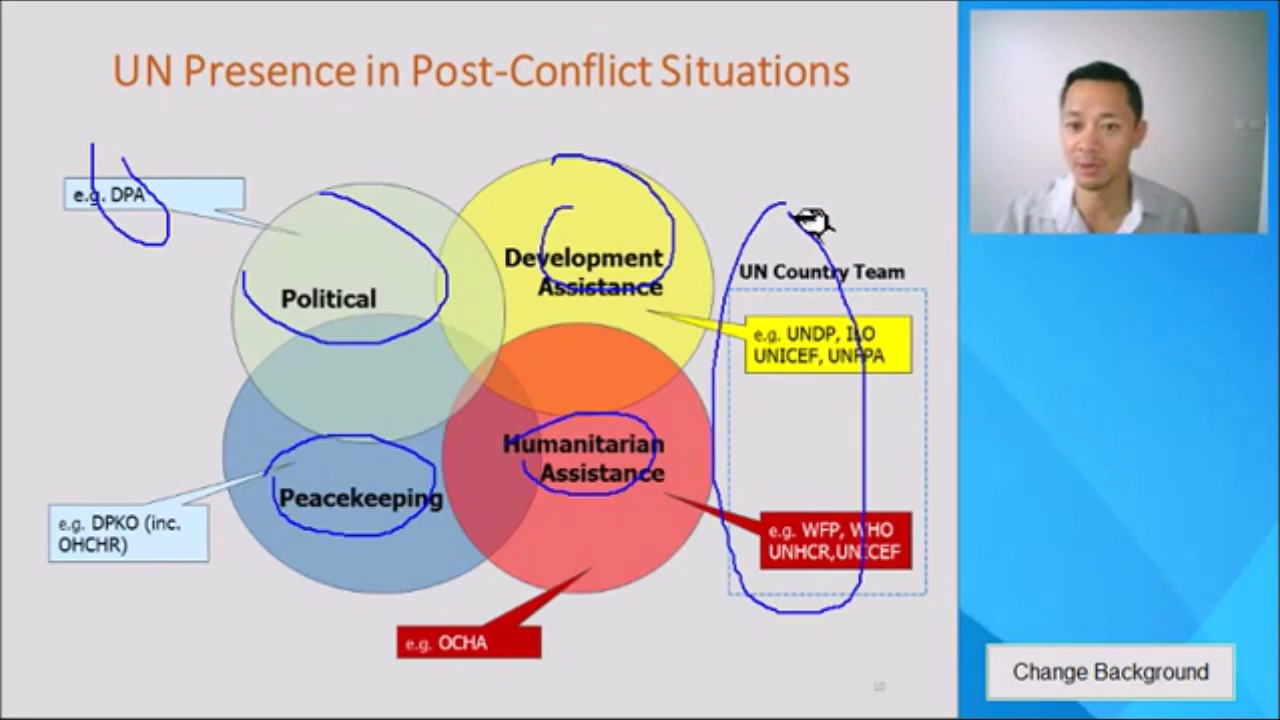 UN Presence in Post-Conflict Situations
e.g. DPA
Political
Development
Assistance
UN Country Team
e.g. UNDP, ILO
UNICEF, UNFPA
Humanitarian
Assistance
Peacekeeping
e.g. DPKO (inc.
OHCHR)
e.g. WFP, WHO
UNHCR,UNICEF
e.g. OCHA
10
Change Background